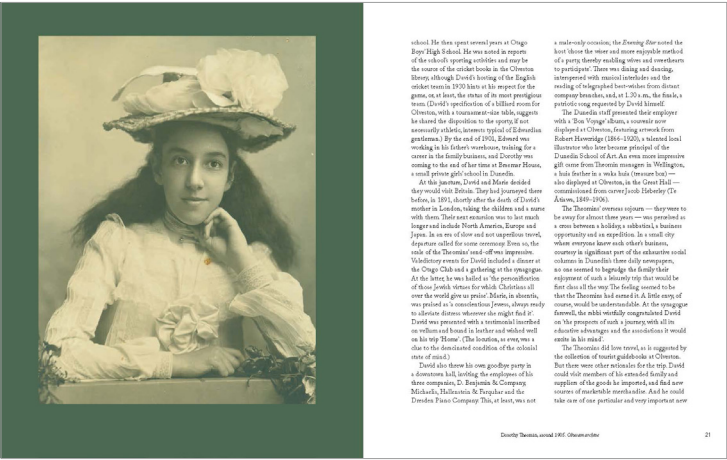 school. He then spent several years at Otago
Boys' High School. He was noted in reports
of the school's sporting activities and may
be the source of the cricket books in the Olveston
library, although David's hosting of the English
cricket team in 1930 hints at his respect for the
game, or, at least, the status of its most prestigious
team. (David's specification of a billiard room for
Olveston, with a tournament-size table, suggests
he shared the disposition to the sporty, if not
necessarily athletic, interests typical of Edwardian
gentlemen.) By the end of 1901, Edward was
working in his father's warehouse, training for a
career in the family business, and Dorothy was
coming to the end of her time at Braemar House,
a small private girls' school in Dunedin.
At this juncture, David and Marie decided
they would visit Britain. They had journeyed there
before, in 1891, shortly after the death of David's
mother in London, taking the children and a nurse
with them. Their next excursion was to last much
longer and include North America, Europe and
Japan. In an era of slow and not unperilous travel,
departure called for some ceremony. Even so, the
scale of the Theomins' send-off was impressive.
Valedictory events for David included a dinner at
the Otago Club and a gathering at the synagogue.
At the latter, he was hailed as 'the personification
of those Jewish virtues for which Christians all
over the world give us praise'. Marie, in absentia,
was praised as 'a conscientious Jewess, always ready
to alleviate distress wherever she might find it'.
David was presented with a testimonial inscribed
on vellum and bound in leather and wished well
on his trip 'Home'. (The locution, as ever, was a
clue to the deracinated condition of the colonial
state of mind.)
David also threw his own goodbye party in
a downtown hall, inviting the employees of his
three companies, D. Benjamin & Company,
Michaelis, Hallenstein & Farquhar and the
Dresden Piano Company. This, at least, was not
a male-only occasion; the Evening Star noted the
host 'chose the wiser and more enjoyable method
of a party, thereby enabling wives and sweethearts
to participate'. There was dining and dancing,
interspersed with musical interludes and the
reading of telegraphed best-wishes from distant
company branches, and, at 1.30 a.m., the finale, a
patriotic song requested by David himself.
The Dunedin staff presented their employer
with a 'Bon Voyage' album, a souvenir now
displayed at Olveston, featuring artwork from
Robert Hawcridge (1866–1920), a talented local
illustrator who later became principal of the
Dunedin School of Art. An even more impressive
gift came from Theomin managers in Wellington,
a huia feather in a waka huia (treasure box) —
also displayed at Olveston, in the Great Hall —
commissioned from carver Jacob Heberley (Te
Ātiawa, 1849–1906).
The Theomins' overseas sojourn — they were to
be away for almost three years — was perceived as
a cross between a holiday, a sabbatical, a business
opportunity and an expedition. In a small city
where everyone knew each other's business,
courtesy in significant part of the exhaustive social
columns in Dunedin's three daily newspapers,
no one seemed to begrudge the family their
enjoyment of such a leisurely trip that would be
first class all the way. The feeling seemed to be
that the Theomins had earned it. A little envy, of
course, would be understandable. At the synagogue
farewell, the rabbi wistfully congratulated David
on 'the prospects of such a journey, with all its
educative advantages and the associations it would
excite in his mind'.
The Theomins did love travel, as is suggested by
the collection of tourist guidebooks at Olveston.
But there were other rationales for the trip. David
could visit members of his extended family and
suppliers of the goods he imported, and find new
sources of marketable merchandise. And he could
take care of one particular and very important new
Dorothy Theomin, around 1905. Olveston archive
21